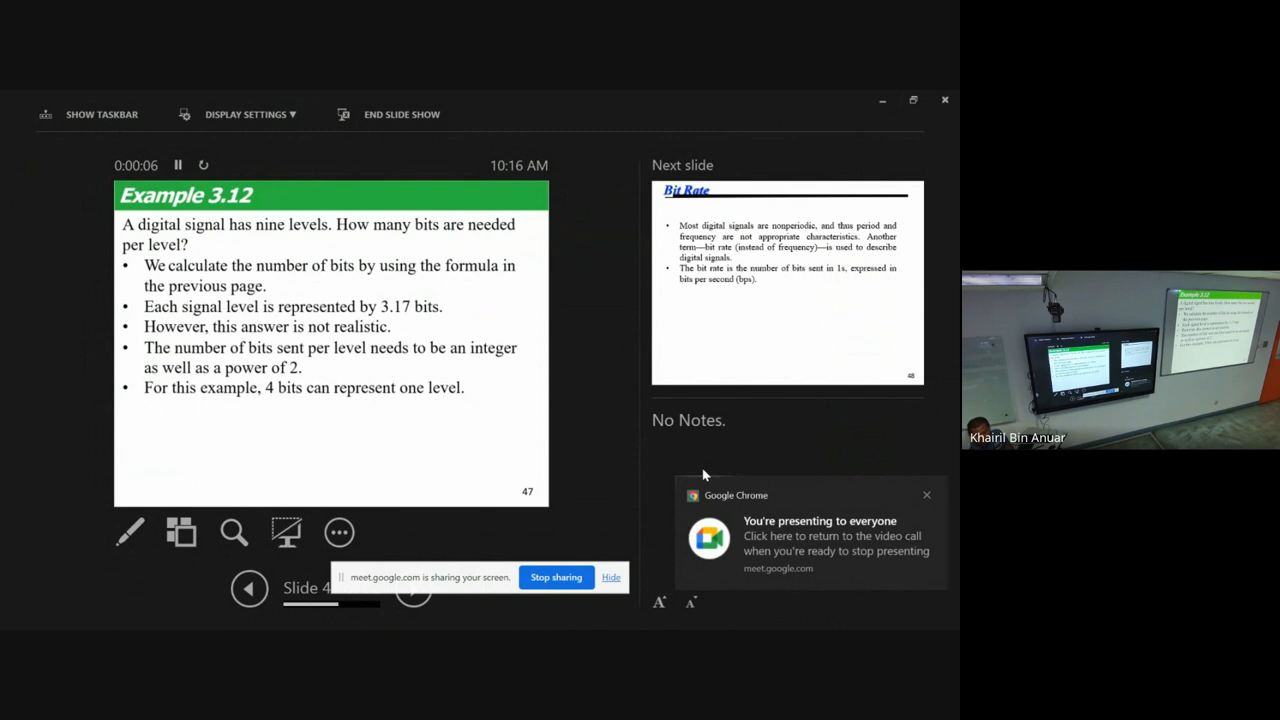 SHOW TASKBAR
DISPLAY SETTINGS ▼
END SLIDE SHOW
0:00:06
10:16 AM
Example 3.12
A digital signal has nine levels. How many bits are needed
per level?
• We calculate the number of bits by using the formula in
the previous page.
• Each signal level is represented by 3.17 bits.
• However, this answer is not realistic.
• The number of bits sent per level needs to be an integer
as well as a power of 2.
• For this example, 4 bits can represent one level.
47
Slide 4
meet.google.com is sharing your screen.
Stop sharing
Hide
Next slide
Bit Rate
• Most digital signals are nonperiodic, and thus period and
frequency are not appropriate characteristics. Another
term—bit rate (instead of frequency)—is used to describe
digital signals.
• The bit rate is the number of bits sent in 1s, expressed in
bits per second (bps).
48
No Notes.
Google Chrome
You're presenting to everyone
Click here to return to the video call
when you're ready to stop presenting
meet.google.com
A
A
Example 3.12
Khairil Bin Anuar